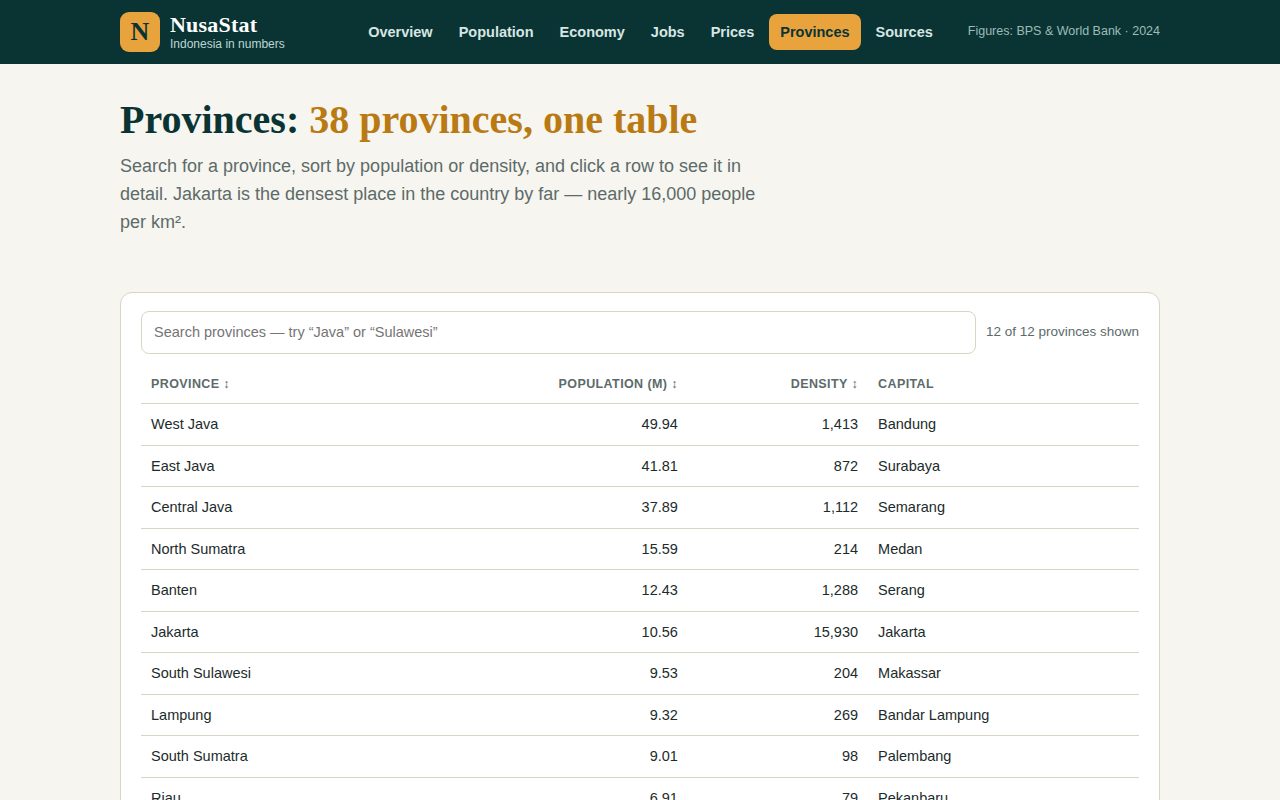 N
NusaStat
Indonesia in numbers
Overview Population Economy Jobs Prices Provinces Sources
Figures: BPS & World Bank · 2024
Provinces: 38 provinces, one table
Search for a province, sort by population or density, and click a row to see it in
detail. Jakarta is the densest place in the country by far — nearly 16,000 people
per km².
Search provinces — try “Java” or “Sulawesi”
12 of 12 provinces shown
PROVINCE ↕ POPULATION (M) ↕ DENSITY ↕ CAPITAL
West Java 49.94 1,413 Bandung
East Java 41.81 872 Surabaya
Central Java 37.89 1,112 Semarang
North Sumatra 15.59 214 Medan
Banten 12.43 1,288 Serang
Jakarta 10.56 15,930 Jakarta
South Sulawesi 9.53 204 Makassar
Lampung 9.32 269 Bandar Lampung
South Sumatra 9.01 98 Palembang
Riau 6.91 79 Pekanbaru